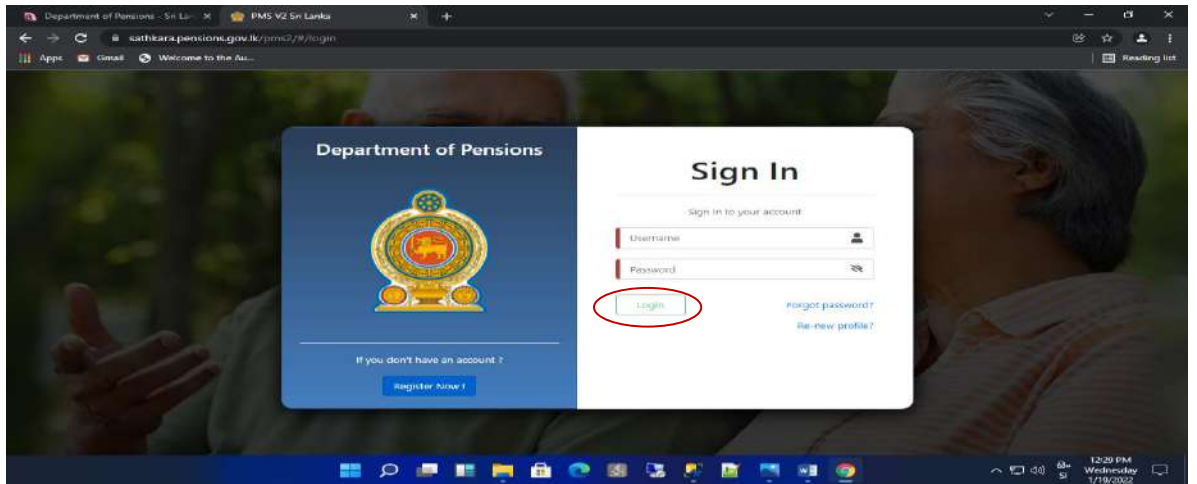 Department of Pensions - Sri La
PMS V2 Sri Lanka
sathkara.pensions.gov.lk/pms2/#/login
Apps
Gmail
Welcome to the Au...
Reading list
Department of Pensions
If you don't have an account ?
Register Now !
Sign In
Sign in to your account
Username
Password
Login
Forgot password?
Re-new profile?
12:29 PM
Wednesday
1/19/2022